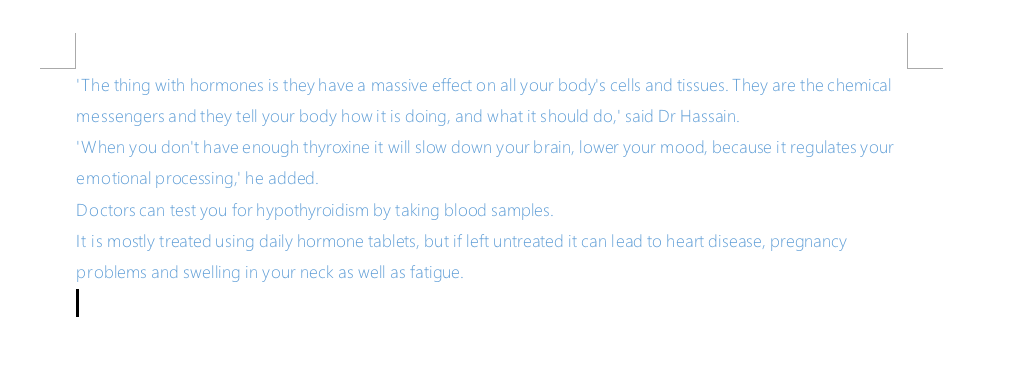 'The thing with hormones is they have a massive effect on all your body's cells and tissues. They are the chemical
messengers and they tell your body how it is doing, and what it should do,' said Dr Hassain.
'When you don't have enough thyroxine it will slow down your brain, lower your mood, because it regulates your
emotional processing,' he added.
Doctors can test you for hypothyroidism by taking blood samples.
It is mostly treated using daily hormone tablets, but if left untreated it can lead to heart disease, pregnancy
problems and swelling in your neck as well as fatigue.